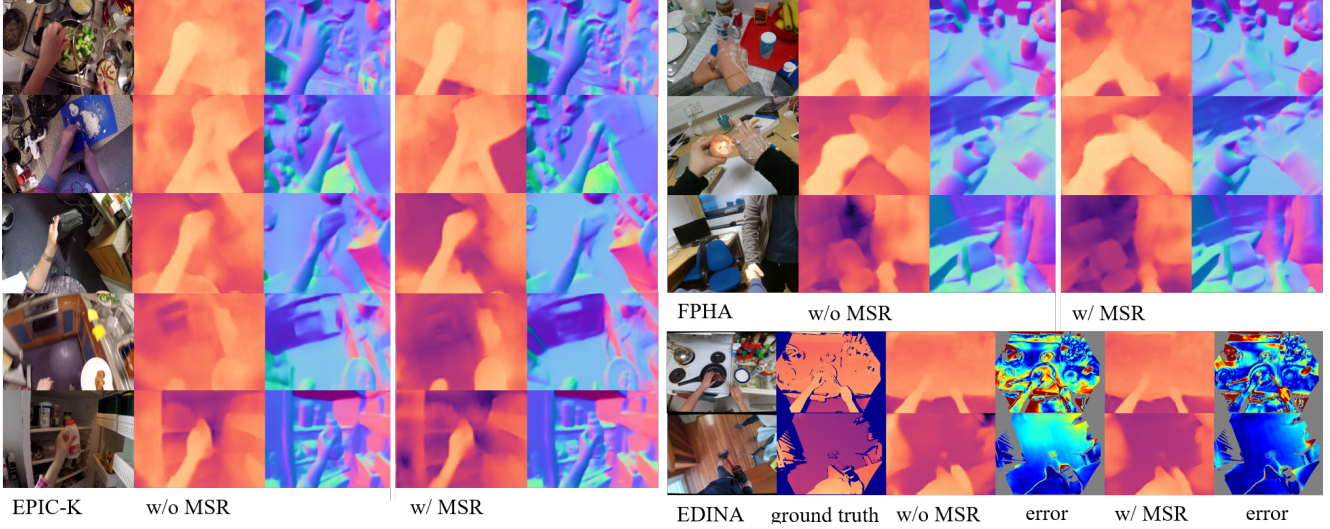 EPIC-K w/o MSR w/ MSR
FPHA w/o MSR w/ MSR
EDINA ground truth w/o MSR error w/ MSR error